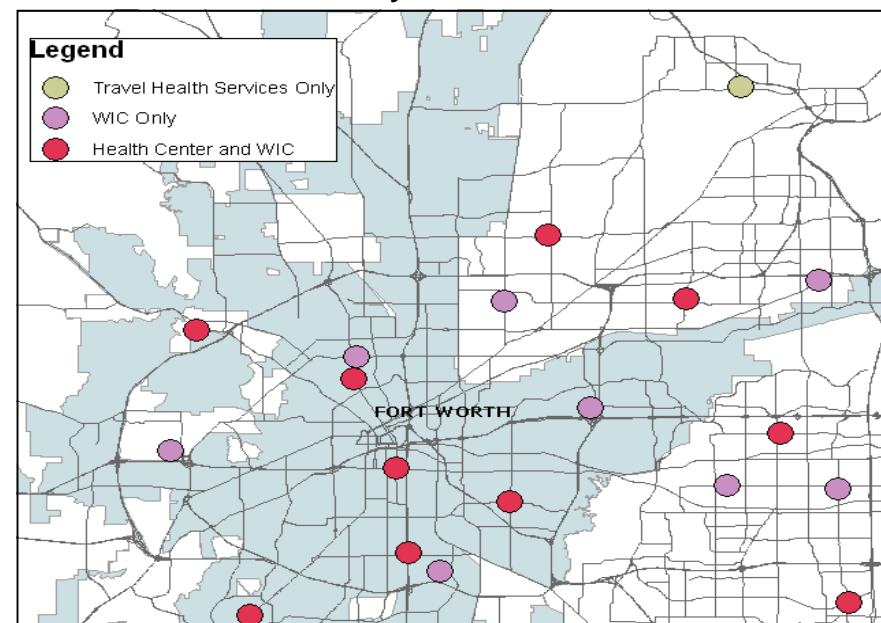 Legend
Travel Health Services Only
WIC Only
Health Center and WIC
FORT WORTH